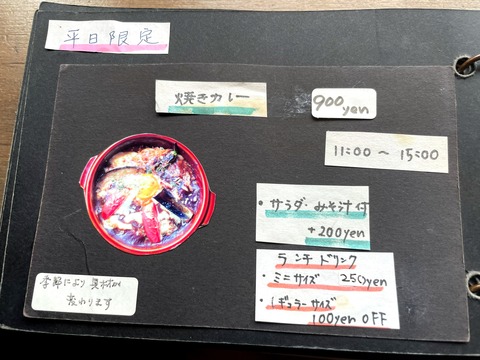 平日限定
焼きカレー
900yen
11:00 ~ 15:00
・サラダ・みそ汁付
+200yen
ランチドリンク
・ミニサイズ 250yen
・レギュラーサイズ
100yen OFF
季節により具材が
変わります